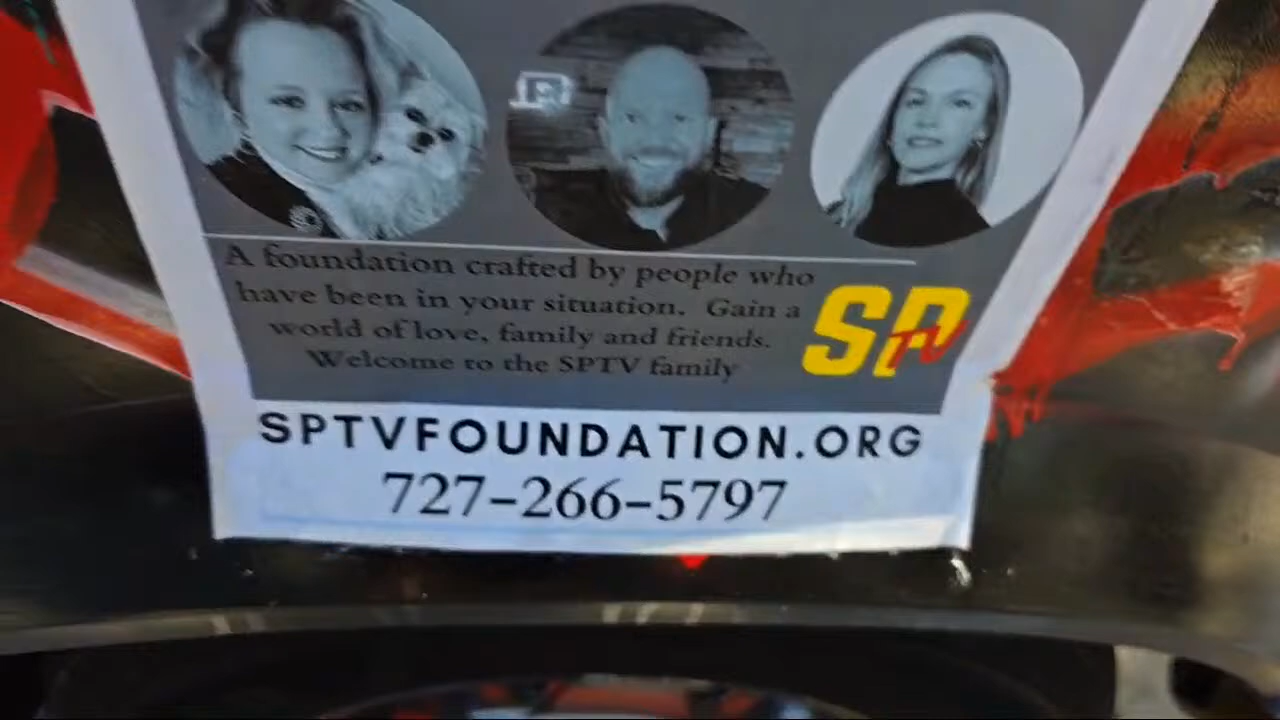 A foundation crafted by people who
have been in your situation. Gain a
world of love, family and friends.
Welcome to the SPTV family
SPTV
SPTVFOUNDATION.ORG
727-266-5797